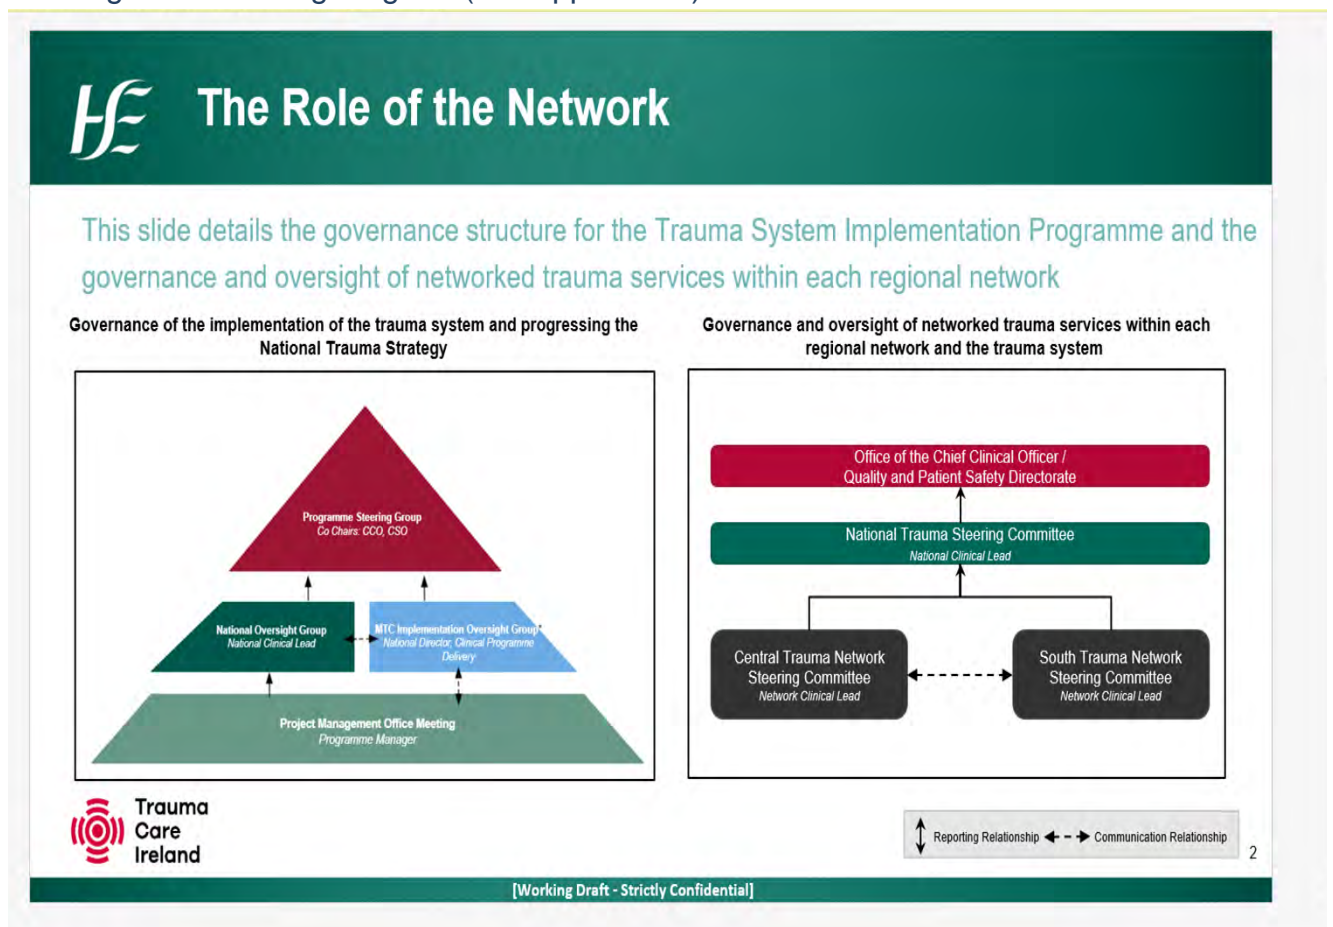 The Role of the Network
This slide details the governance structure for the Trauma System Implementation Programme and the
governance and oversight of networked trauma services within each regional network
Governance of the implementation of the trauma system and progressing the
National Trauma Strategy
Programme Steering Group
Co Chairs: CCO, CSO
National Oversight Group
National Clinical Lead
MTC Implementation Oversight Group
National Director, Clinical Programme
Delivery
Project Management Office Meeting
Programme Manager
Governance and oversight of networked trauma services within each
regional network and the trauma system
Office of the Chief Clinical Officer /
Quality and Patient Safety Directorate
National Trauma Steering Committee
National Clinical Lead
Central Trauma Network
Steering Committee
Network Clinical Lead
South Trauma Network
Steering Committee
Network Clinical Lead
Trauma
Care
Ireland
Reporting Relationship
Communication Relationship
2
[Working Draft - Strictly Confidential]